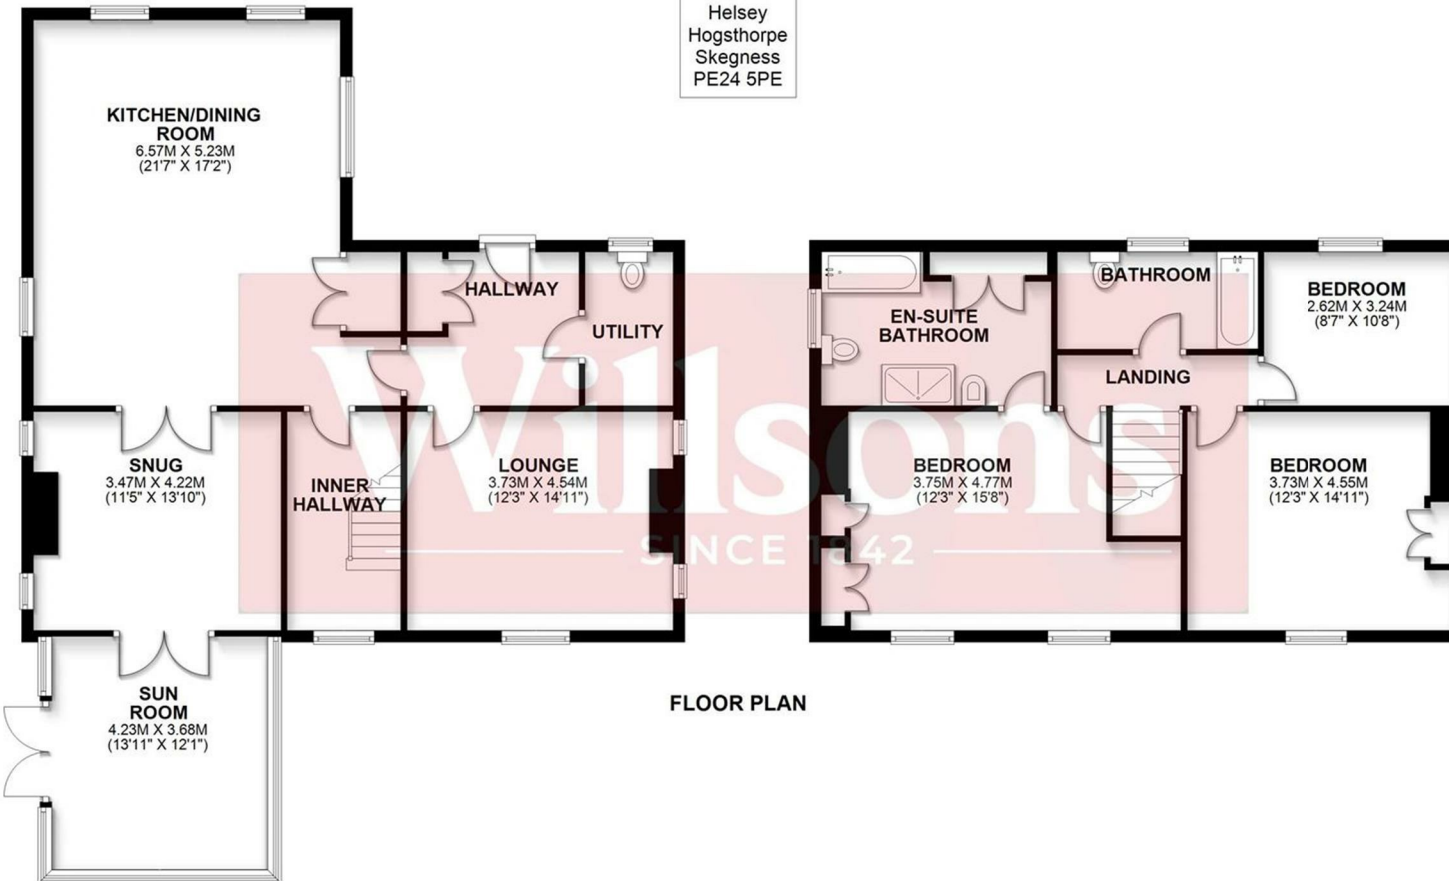 Helsey
Hogsthorpe
Skegness
PE24 5PE
KITCHEN/DINING
ROOM
6.57M X 5.23M
(21'7" X 17'2")
HALLWAY
UTILITY
SNUG
3.47M X 4.22M
(11'5" X 13'10")
INNER
HALLWAY
LOUNGE
3.73M X 4.54M
(12'3" X 14'11")
SUN
ROOM
4.23M X 3.68M
(13'11" X 12'1")
EN-SUITE
BATHROOM
BATHROOM
BEDROOM
2.62M X 3.24M
(8'7" X 10'8")
LANDING
BEDROOM
3.75M X 4.77M
(12'3" X 15'8")
BEDROOM
3.73M X 4.55M
(12'3" X 14'11")
Willsons
SINCE 1842
FLOOR PLAN